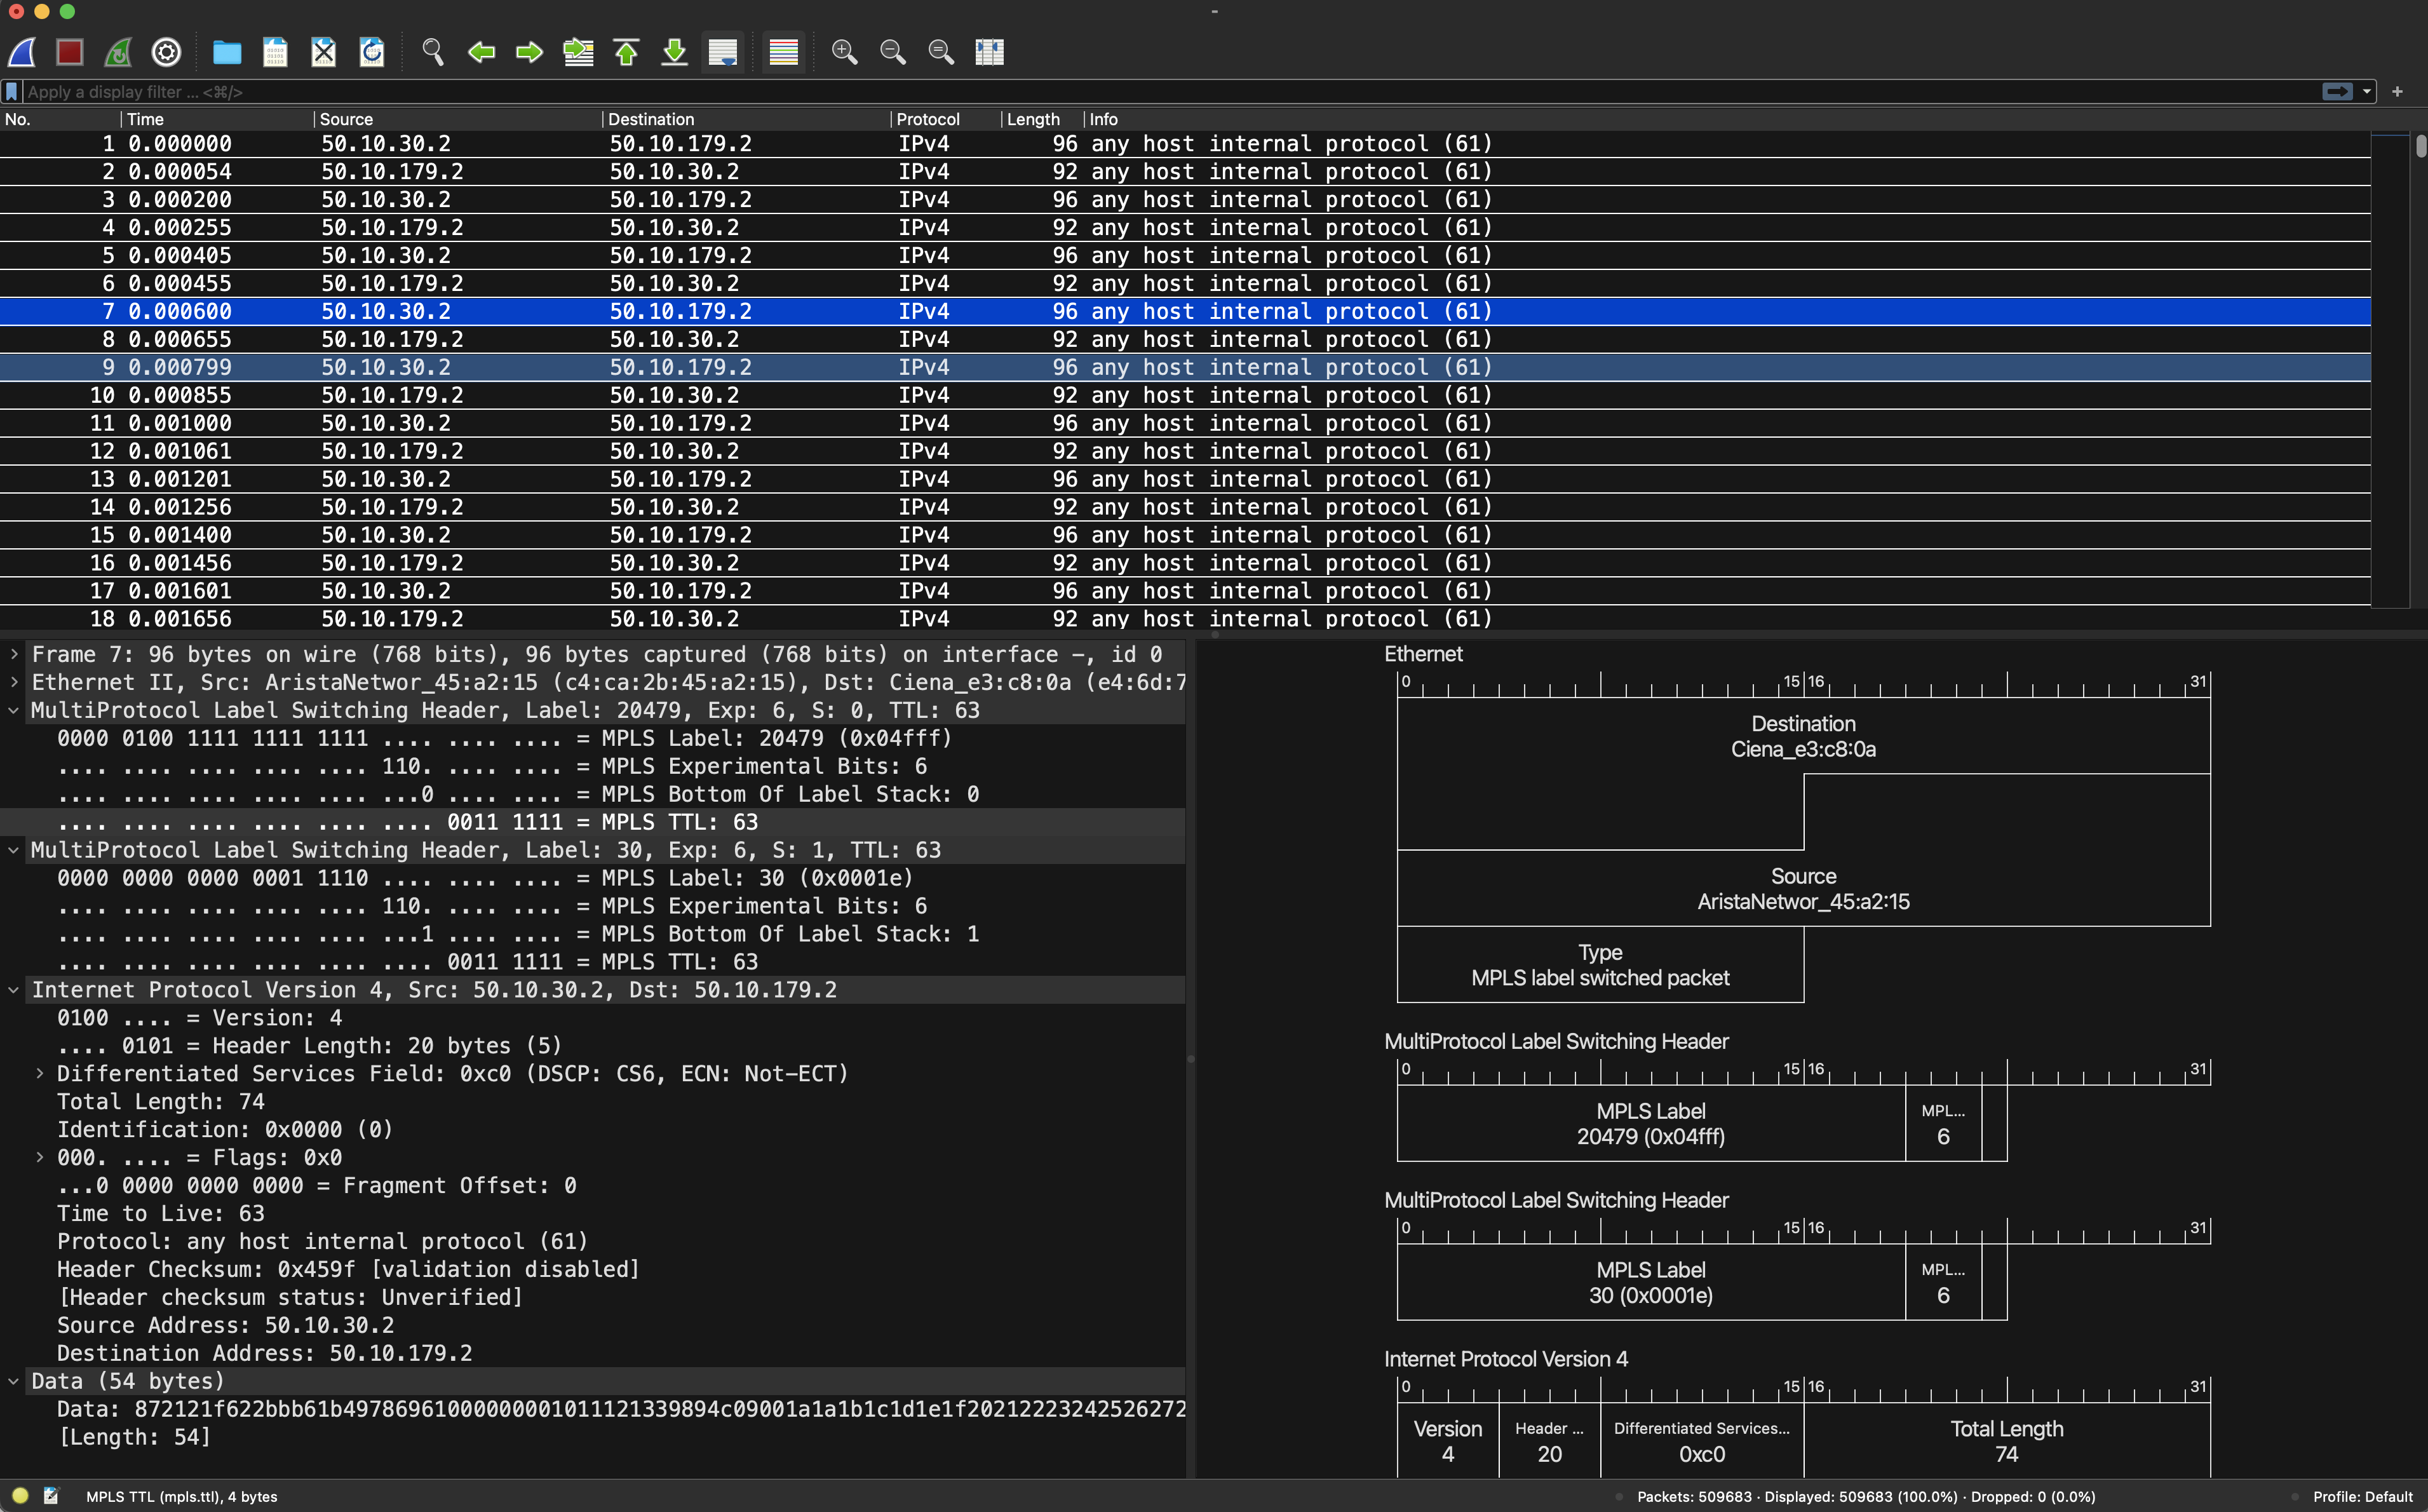 -
Apply a display filter ... <⌘/>
No. Time Source Destination Protocol Length Info
1 0.000000 50.10.30.2 50.10.179.2 IPv4 96 any host internal protocol (61)
2 0.000054 50.10.179.2 50.10.30.2 IPv4 92 any host internal protocol (61)
3 0.000200 50.10.30.2 50.10.179.2 IPv4 96 any host internal protocol (61)
4 0.000255 50.10.179.2 50.10.30.2 IPv4 92 any host internal protocol (61)
5 0.000405 50.10.30.2 50.10.179.2 IPv4 96 any host internal protocol (61)
6 0.000455 50.10.179.2 50.10.30.2 IPv4 92 any host internal protocol (61)
7 0.000600 50.10.30.2 50.10.179.2 IPv4 96 any host internal protocol (61)
8 0.000655 50.10.179.2 50.10.30.2 IPv4 92 any host internal protocol (61)
9 0.000799 50.10.30.2 50.10.179.2 IPv4 96 any host internal protocol (61)
10 0.000855 50.10.179.2 50.10.30.2 IPv4 92 any host internal protocol (61)
11 0.001000 50.10.30.2 50.10.179.2 IPv4 96 any host internal protocol (61)
12 0.001061 50.10.179.2 50.10.30.2 IPv4 92 any host internal protocol (61)
13 0.001201 50.10.30.2 50.10.179.2 IPv4 96 any host internal protocol (61)
14 0.001256 50.10.179.2 50.10.30.2 IPv4 92 any host internal protocol (61)
15 0.001400 50.10.30.2 50.10.179.2 IPv4 96 any host internal protocol (61)
16 0.001456 50.10.179.2 50.10.30.2 IPv4 92 any host internal protocol (61)
17 0.001601 50.10.30.2 50.10.179.2 IPv4 96 any host internal protocol (61)
18 0.001656 50.10.179.2 50.10.30.2 IPv4 92 any host internal protocol (61)
Frame 7: 96 bytes on wire (768 bits), 96 bytes captured (768 bits) on interface -, id 0
Ethernet II, Src: AristaNetwor_45:a2:15 (c4:ca:2b:45:a2:15), Dst: Ciena_e3:c8:0a (e4:6d:7
MultiProtocol Label Switching Header, Label: 20479, Exp: 6, S: 0, TTL: 63
0000 0100 1111 1111 1111 .... .... .... = MPLS Label: 20479 (0x04fff)
.... .... .... .... .... 110. .... .... = MPLS Experimental Bits: 6
.... .... .... .... .... ...0 .... .... = MPLS Bottom Of Label Stack: 0
.... .... .... .... .... .... 0011 1111 = MPLS TTL: 63
MultiProtocol Label Switching Header, Label: 30, Exp: 6, S: 1, TTL: 63
0000 0000 0000 0001 1110 .... .... .... = MPLS Label: 30 (0x0001e)
.... .... .... .... .... 110. .... .... = MPLS Experimental Bits: 6
.... .... .... .... .... ...1 .... .... = MPLS Bottom Of Label Stack: 1
.... .... .... .... .... .... 0011 1111 = MPLS TTL: 63
Internet Protocol Version 4, Src: 50.10.30.2, Dst: 50.10.179.2
0100 .... = Version: 4
.... 0101 = Header Length: 20 bytes (5)
Differentiated Services Field: 0xc0 (DSCP: CS6, ECN: Not-ECT)
Total Length: 74
Identification: 0x0000 (0)
000. .... = Flags: 0x0
...0 0000 0000 0000 = Fragment Offset: 0
Time to Live: 63
Protocol: any host internal protocol (61)
Header Checksum: 0x459f [validation disabled]
[Header checksum status: Unverified]
Source Address: 50.10.30.2
Destination Address: 50.10.179.2
Data (54 bytes)
Data: 872121f622bbb61b49786961000000001011121339894c09001a1a1b1c1d1e1f20212223242526272
[Length: 54]
Ethernet
0 15 16 31
Destination
Ciena_e3:c8:0a
Source
AristaNetwor_45:a2:15
Type
MPLS label switched packet
MultiProtocol Label Switching Header
0 15 16 31
MPLS Label MPL...
20479 (0x04fff) 6
MultiProtocol Label Switching Header
0 15 16 31
MPLS Label MPL...
30 (0x0001e) 6
Internet Protocol Version 4
0 15 16 31
Version Header ... Differentiated Services... Total Length
4 20 0xc0 74
MPLS TTL (mpls.ttl), 4 bytes
Packets: 509683 · Displayed: 509683 (100.0%) · Dropped: 0 (0.0%)
Profile: Default